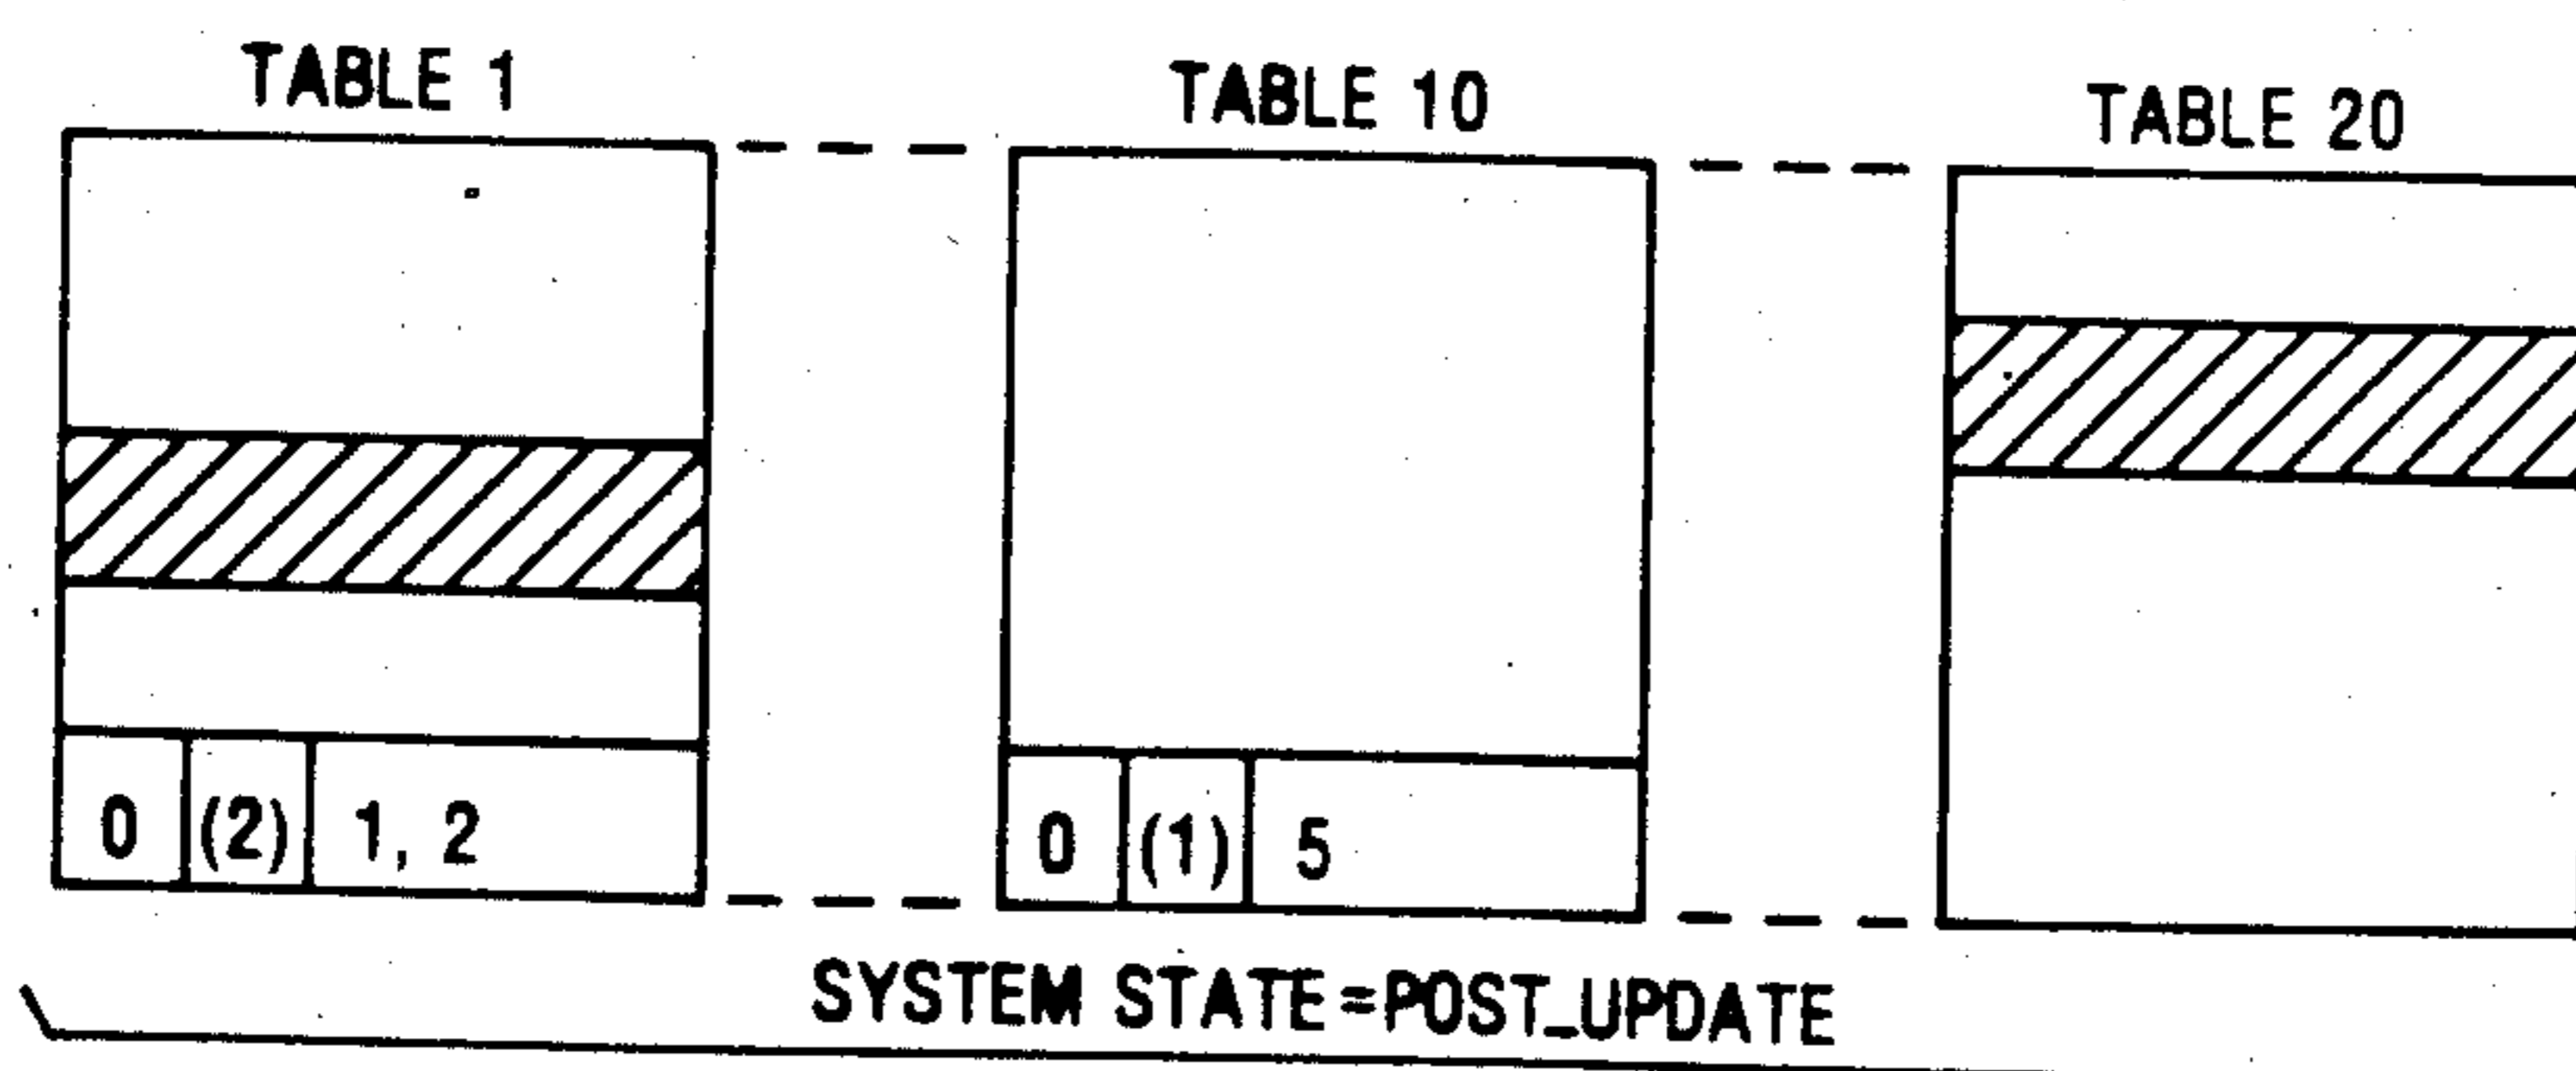 TABLE 1
TABLE 10
TABLE 20
0 (2) 1, 2
0 (1) 5
SYSTEM STATE=POST_UPDATE